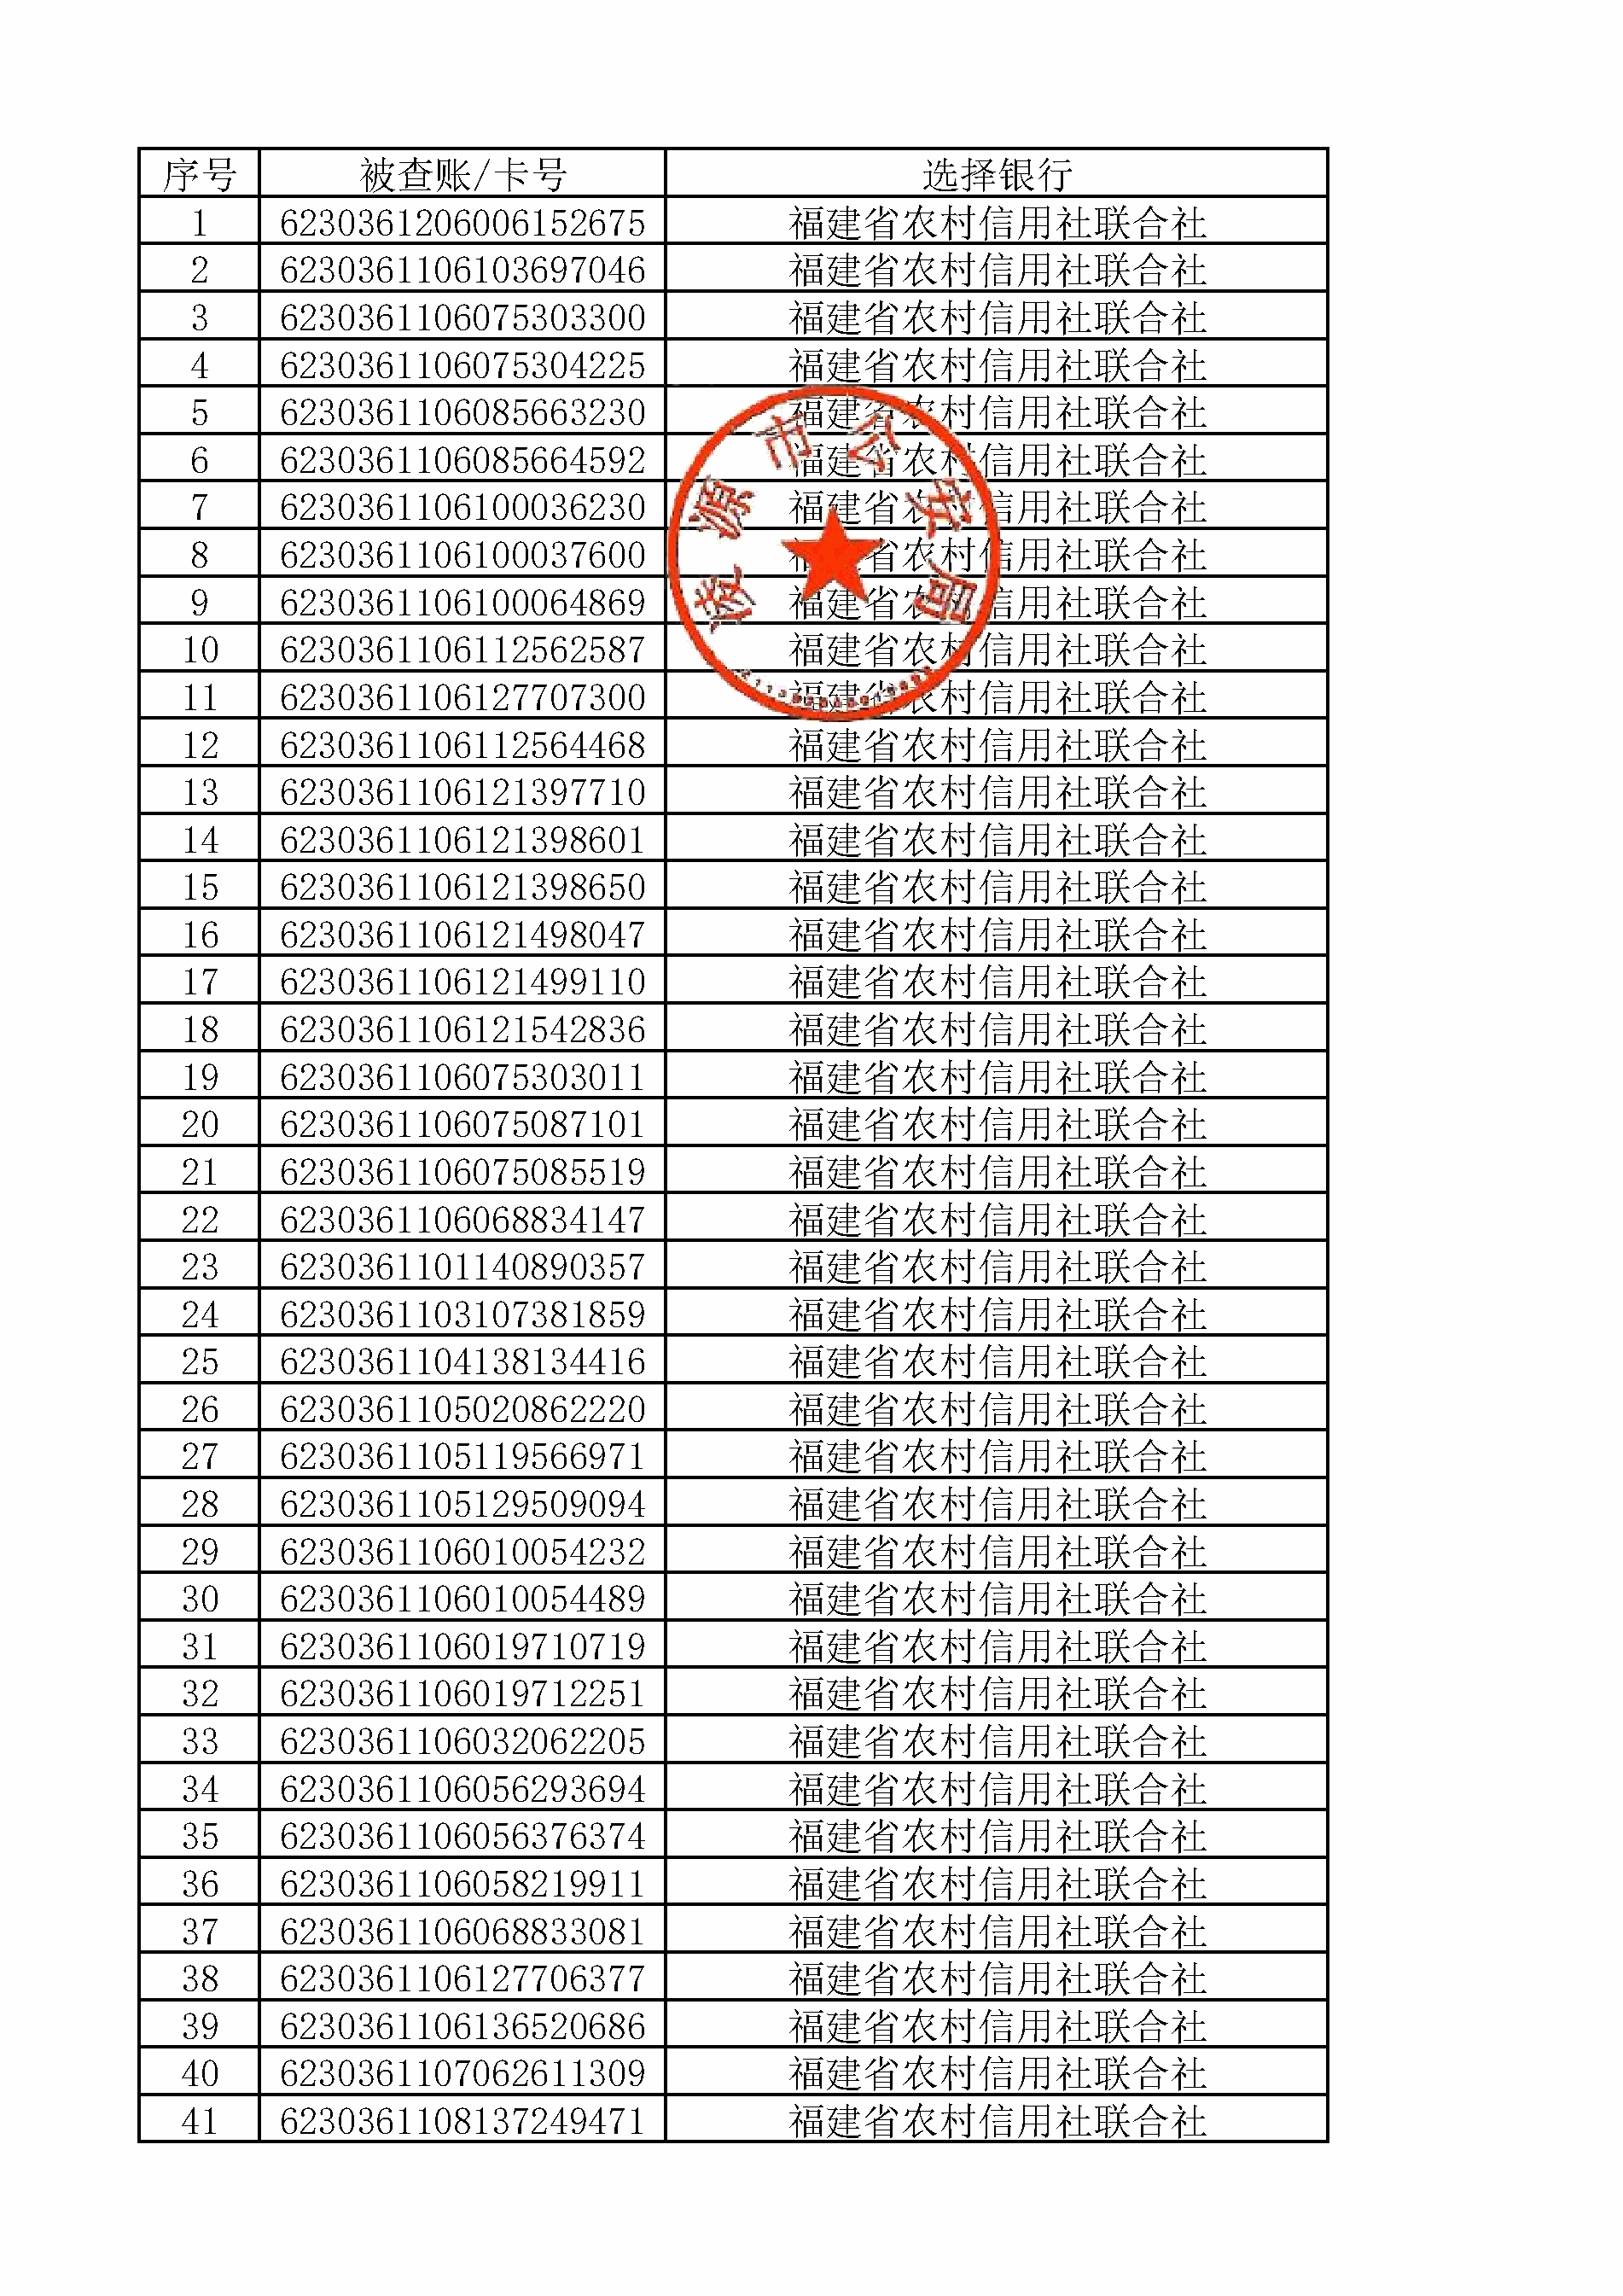 序号 被查账/卡号 选择银行
1 6230361206006152675 福建省农村信用社联合社
2 6230361106103697046 福建省农村信用社联合社
3 6230361106075303300 福建省农村信用社联合社
4 6230361106075304225 福建省农村信用社联合社
5 6230361106085663230 福建省农村信用社联合社
6 6230361106085664592 福建省农村信用社联合社
7 6230361106100036230 福建省农村信用社联合社
8 6230361106100037600 福建省农村信用社联合社
9 6230361106100064869 福建省农村信用社联合社
10 6230361106112562587 福建省农村信用社联合社
11 6230361106127707300 福建省农村信用社联合社
12 6230361106112564468 福建省农村信用社联合社
13 6230361106121397710 福建省农村信用社联合社
14 6230361106121398601 福建省农村信用社联合社
15 6230361106121398650 福建省农村信用社联合社
16 6230361106121498047 福建省农村信用社联合社
17 6230361106121499110 福建省农村信用社联合社
18 6230361106121542836 福建省农村信用社联合社
19 6230361106075303011 福建省农村信用社联合社
20 6230361106075087101 福建省农村信用社联合社
21 6230361106075085519 福建省农村信用社联合社
22 6230361106068834147 福建省农村信用社联合社
23 6230361101140890357 福建省农村信用社联合社
24 6230361103107381859 福建省农村信用社联合社
25 6230361104138134416 福建省农村信用社联合社
26 6230361105020862220 福建省农村信用社联合社
27 6230361105119566971 福建省农村信用社联合社
28 6230361105129509094 福建省农村信用社联合社
29 6230361106010054232 福建省农村信用社联合社
30 6230361106010054489 福建省农村信用社联合社
31 6230361106019710719 福建省农村信用社联合社
32 6230361106019712251 福建省农村信用社联合社
33 6230361106032062205 福建省农村信用社联合社
34 6230361106056293694 福建省农村信用社联合社
35 6230361106056376374 福建省农村信用社联合社
36 6230361106058219911 福建省农村信用社联合社
37 6230361106068833081 福建省农村信用社联合社
38 6230361106127706377 福建省农村信用社联合社
39 6230361106136520686 福建省农村信用社联合社
40 6230361107062611309 福建省农村信用社联合社
41 6230361108137249471 福建省农村信用社联合社
凌源市公安局